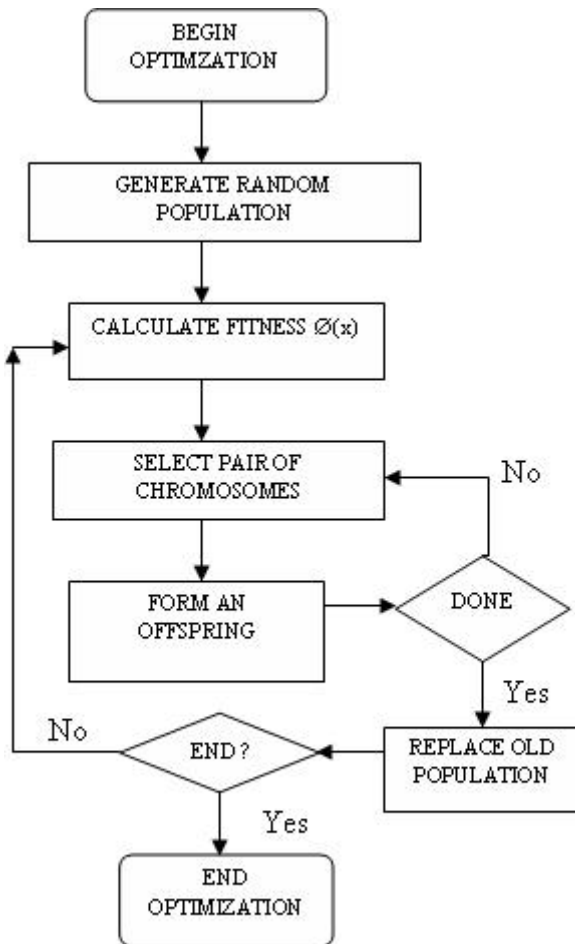 BEGIN
OPTIMZATION
GENERATE RANDOM
POPULATION
CALCULATE FITNESS Ø(x)
SELECT PAIR OF
CHROMOSOMES
No
FORM AN
OFFSPRING
DONE
Yes
REPLACE OLD
POPULATION
END ?
No
Yes
END
OPTIMIZATION